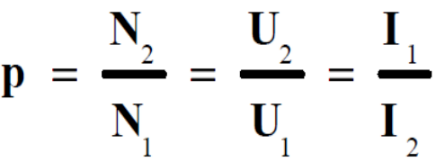 p = N₂/N₁ = U₂/U₁ = I₁/I₂